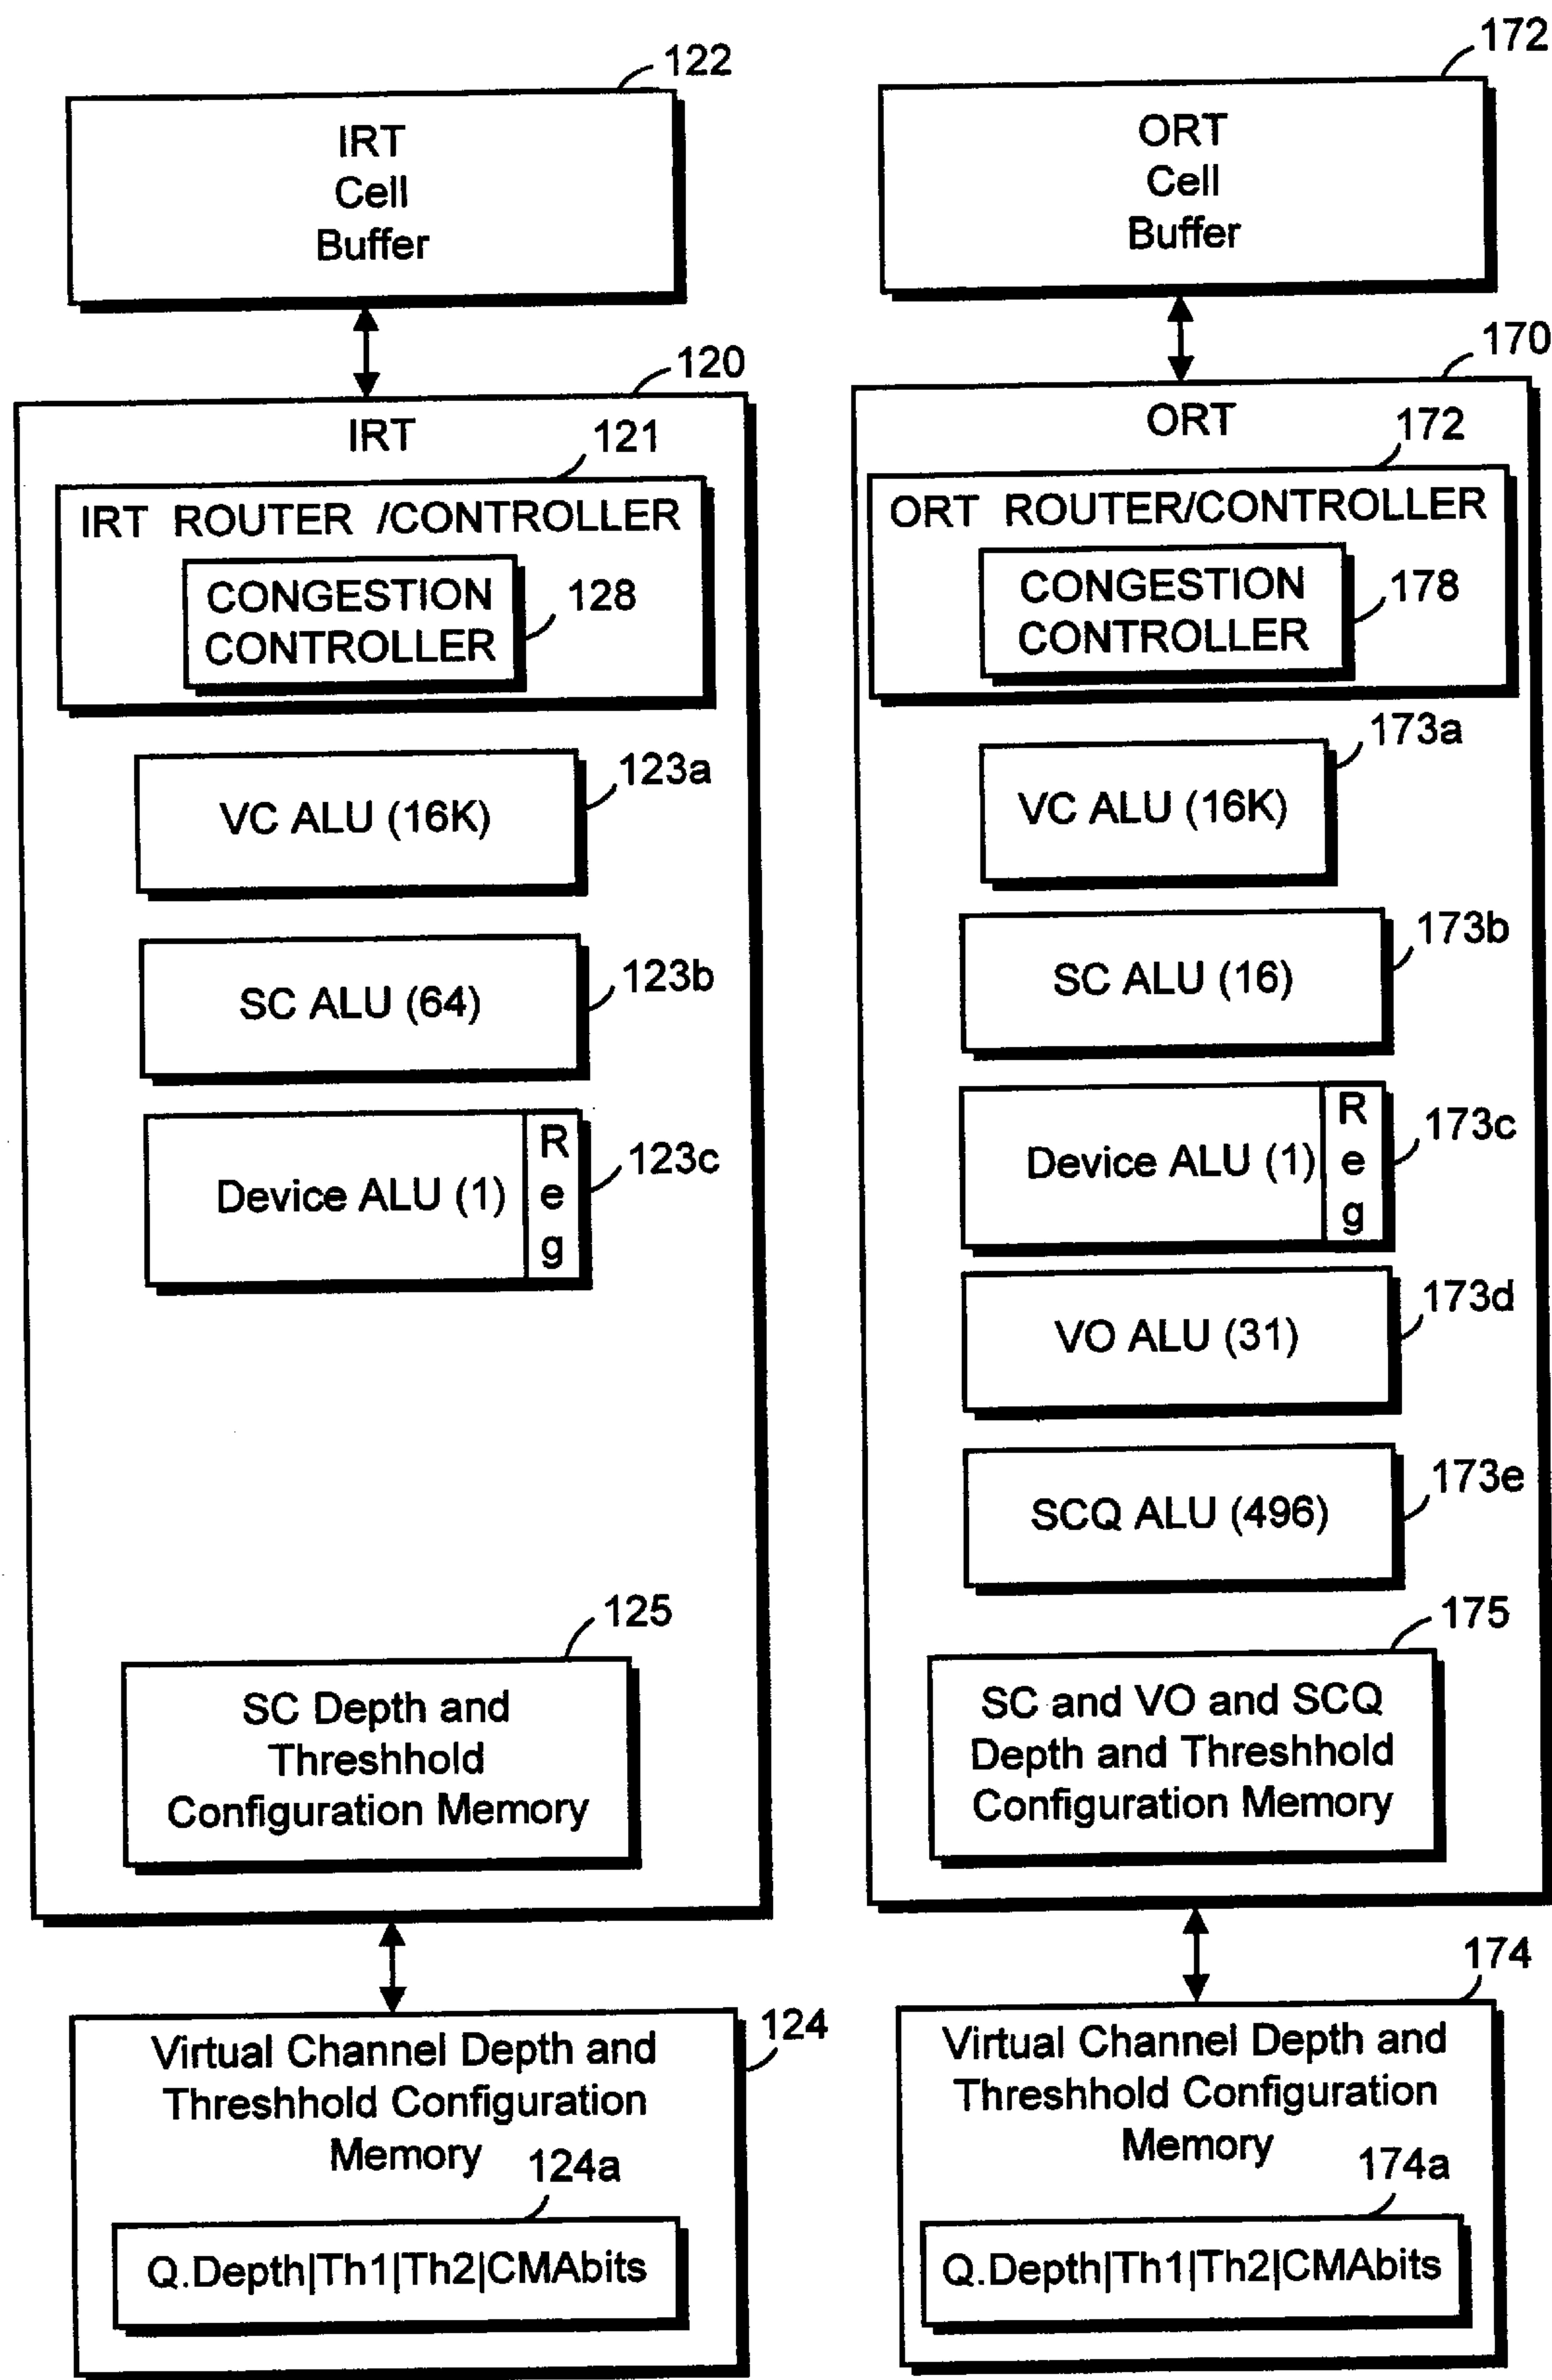 122
IRT
Cell
Buffer
120
IRT
121
IRT ROUTER /CONTROLLER
CONGESTION
CONTROLLER
128
VC ALU (16K)
123a
SC ALU (64)
123b
Device ALU (1)
R
e
g
123c
125
SC Depth and
Threshhold
Configuration Memory
Virtual Channel Depth and
Threshhold Configuration
Memory
124
124a
Q.Depth|Th1|Th2|CMAbits
172
ORT
Cell
Buffer
170
ORT
172
ORT ROUTER/CONTROLLER
CONGESTION
CONTROLLER
178
173a
VC ALU (16K)
173b
SC ALU (16)
Device ALU (1)
R
e
g
173c
173d
VO ALU (31)
173e
SCQ ALU (496)
175
SC and VO and SCQ
Depth and Threshhold
Configuration Memory
174
Virtual Channel Depth and
Threshhold Configuration
Memory
174a
Q.Depth|Th1|Th2|CMAbits